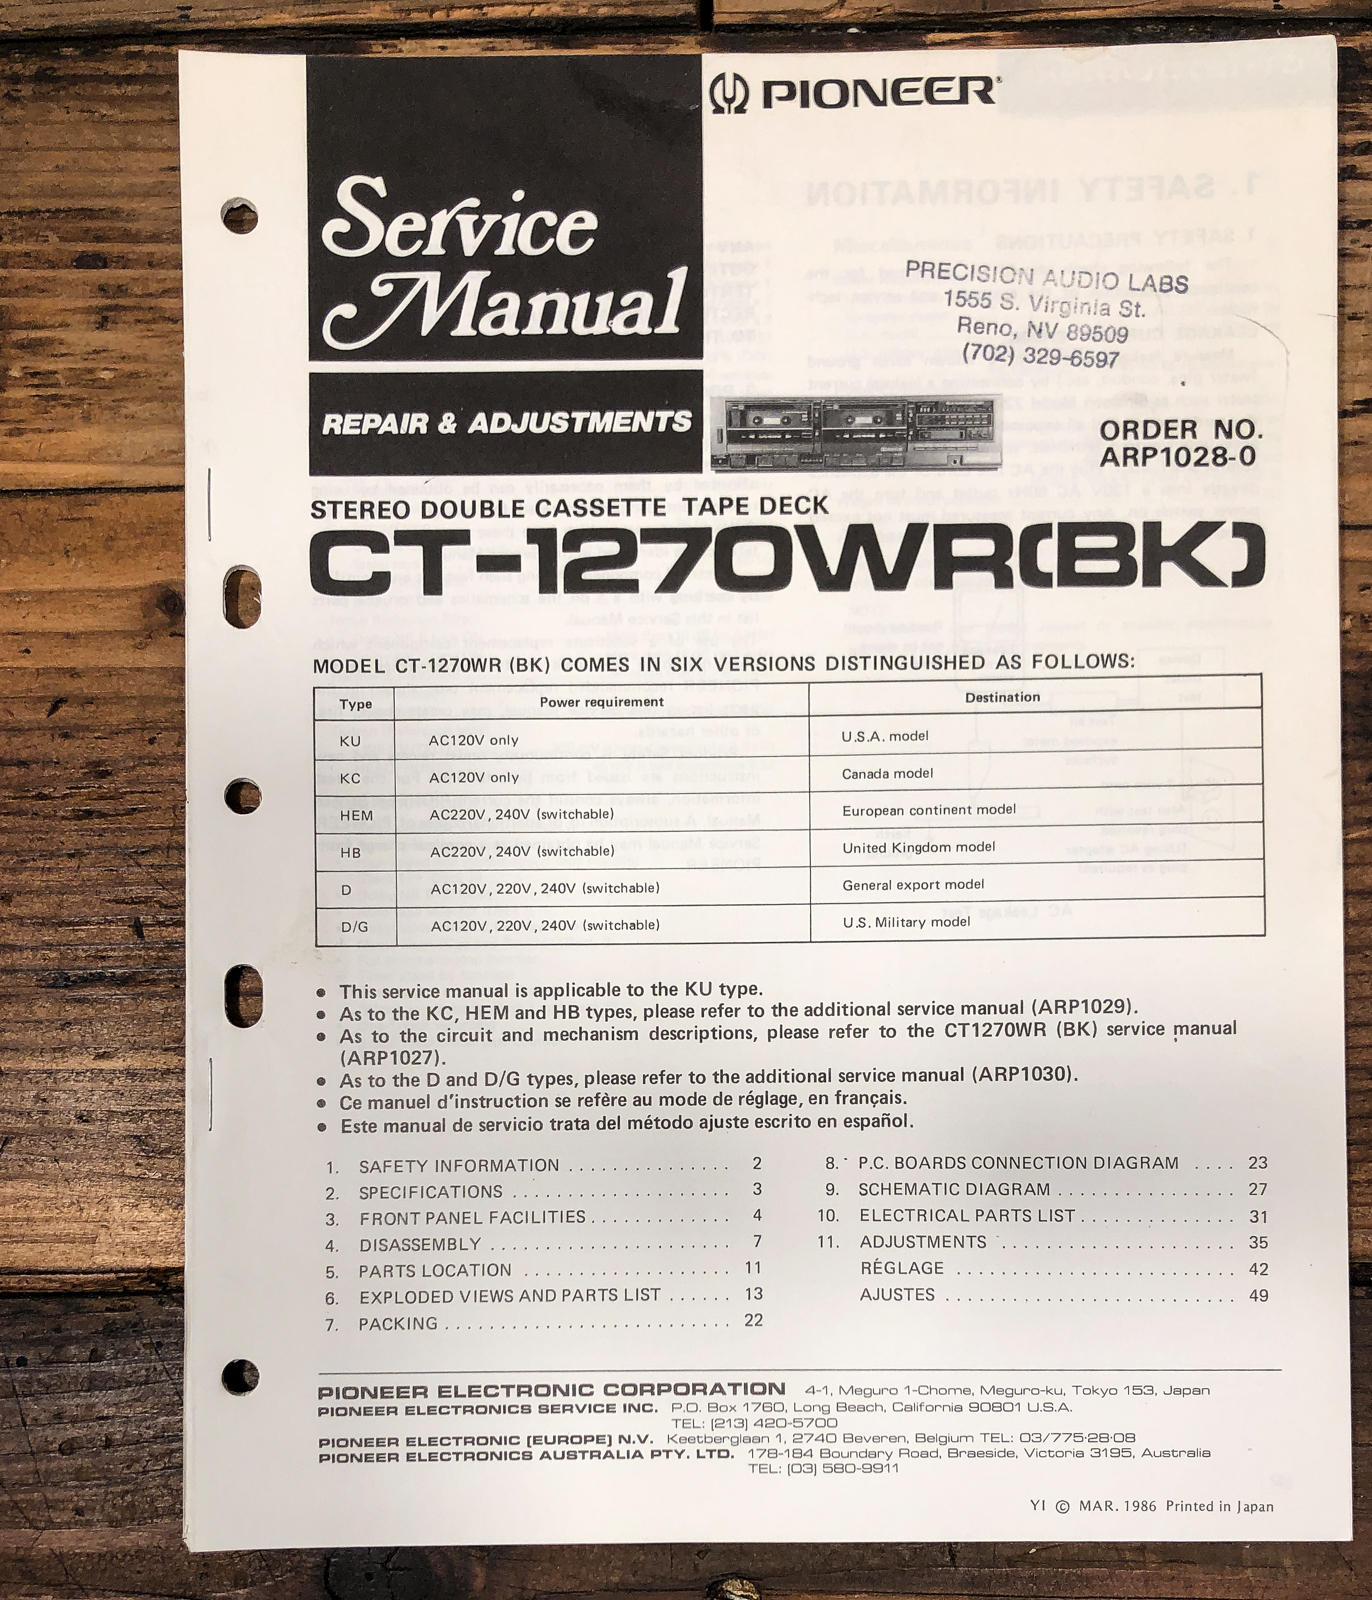 PIONEER®
Service
Manual
REPAIR & ADJUSTMENTS
PRECISION AUDIO LABS
1555 S. Virginia St.
Reno, NV 89509
(702) 329-6597
ORDER NO.
ARP1028-0
STEREO DOUBLE CASSETTE TAPE DECK
CT-1270WR(BK)
MODEL CT-1270WR (BK) COMES IN SIX VERSIONS DISTINGUISHED AS FOLLOWS:
Type Power requirement Destination
KU AC120V only U.S.A. model
KC AC120V only Canada model
HEM AC220V, 240V (switchable) European continent model
HB AC220V, 240V (switchable) United Kingdom model
D AC120V, 220V, 240V (switchable) General export model
D/G AC120V, 220V, 240V (switchable) U.S. Military model
● This service manual is applicable to the KU type.
● As to the KC, HEM and HB types, please refer to the additional service manual (ARP1029).
● As to the circuit and mechanism descriptions, please refer to the CT1270WR (BK) service manual
(ARP1027).
● As to the D and D/G types, please refer to the additional service manual (ARP1030).
● Ce manuel d'instruction se refère au mode de réglage, en français.
● Este manual de servicio trata del método ajuste escrito en español.
1. SAFETY INFORMATION . . . . . . . . . . . . . . . 2
2. SPECIFICATIONS . . . . . . . . . . . . . . . . . . . . 3
3. FRONT PANEL FACILITIES . . . . . . . . . . . . . 4
4. DISASSEMBLY . . . . . . . . . . . . . . . . . . . . . . 7
5. PARTS LOCATION . . . . . . . . . . . . . . . . . . . 11
6. EXPLODED VIEWS AND PARTS LIST . . . . . . 13
7. PACKING . . . . . . . . . . . . . . . . . . . . . . . . . . 22
8. P.C. BOARDS CONNECTION DIAGRAM . . . . 23
9. SCHEMATIC DIAGRAM . . . . . . . . . . . . . . . . 27
10. ELECTRICAL PARTS LIST . . . . . . . . . . . . . . 31
11. ADJUSTMENTS . . . . . . . . . . . . . . . . . . . . . 35
RÉGLAGE . . . . . . . . . . . . . . . . . . . . . . . . . 42
AJUSTES . . . . . . . . . . . . . . . . . . . . . . . . . . 49
PIONEER ELECTRONIC CORPORATION 4-1, Meguro 1-Chome, Meguro-ku, Tokyo 153, Japan
PIONEER ELECTRONICS SERVICE INC. P.O. Box 1760, Long Beach, California 90801 U.S.A.
TEL: (213) 420-5700
PIONEER ELECTRONIC (EUROPE) N.V. Keetberglaan 1, 2740 Beveren, Belgium TEL: 03/775·28·08
PIONEER ELECTRONICS AUSTRALIA PTY. LTD. 178-184 Boundary Road, Braeside, Victoria 3195, Australia
TEL: (03) 580-9911
YI © MAR. 1986 Printed in Japan